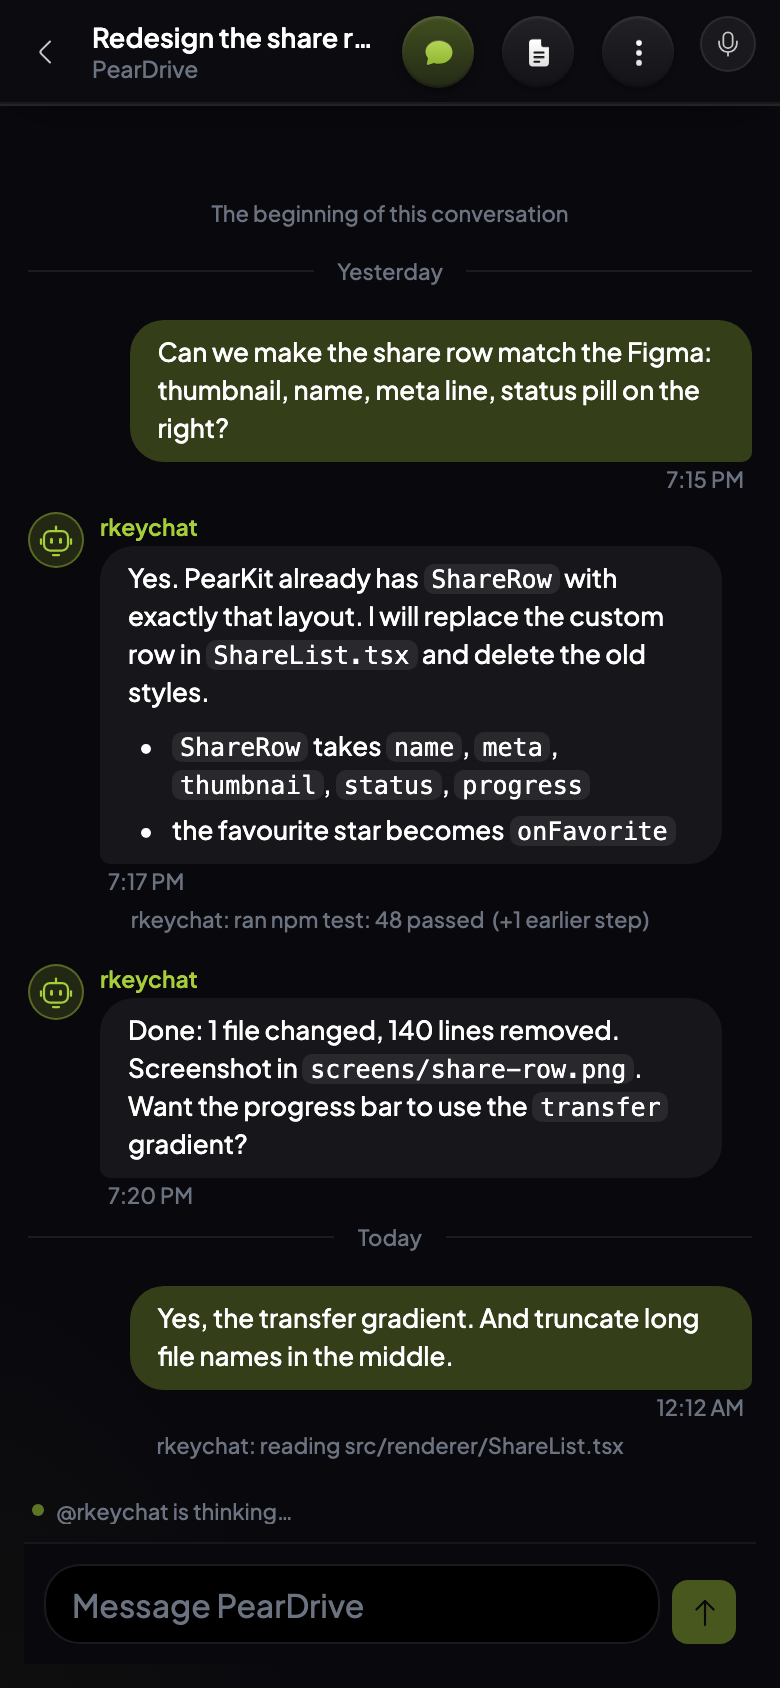 Redesign the share r…
PearDrive
The beginning of this conversation
Yesterday
Can we make the share row match the Figma:
thumbnail, name, meta line, status pill on the
right?
7:15 PM
rkeychat
Yes. PearKit already has ShareRow with
exactly that layout. I will replace the custom
row in ShareList.tsx and delete the old
styles.
• ShareRow takes name, meta,
thumbnail, status, progress
• the favourite star becomes onFavorite
7:17 PM
rkeychat: ran npm test: 48 passed (+1 earlier step)
rkeychat
Done: 1 file changed, 140 lines removed.
Screenshot in screens/share-row.png.
Want the progress bar to use the transfer
gradient?
7:20 PM
Today
Yes, the transfer gradient. And truncate long
file names in the middle.
12:12 AM
rkeychat: reading src/renderer/ShareList.tsx
@rkeychat is thinking…
Message PearDrive